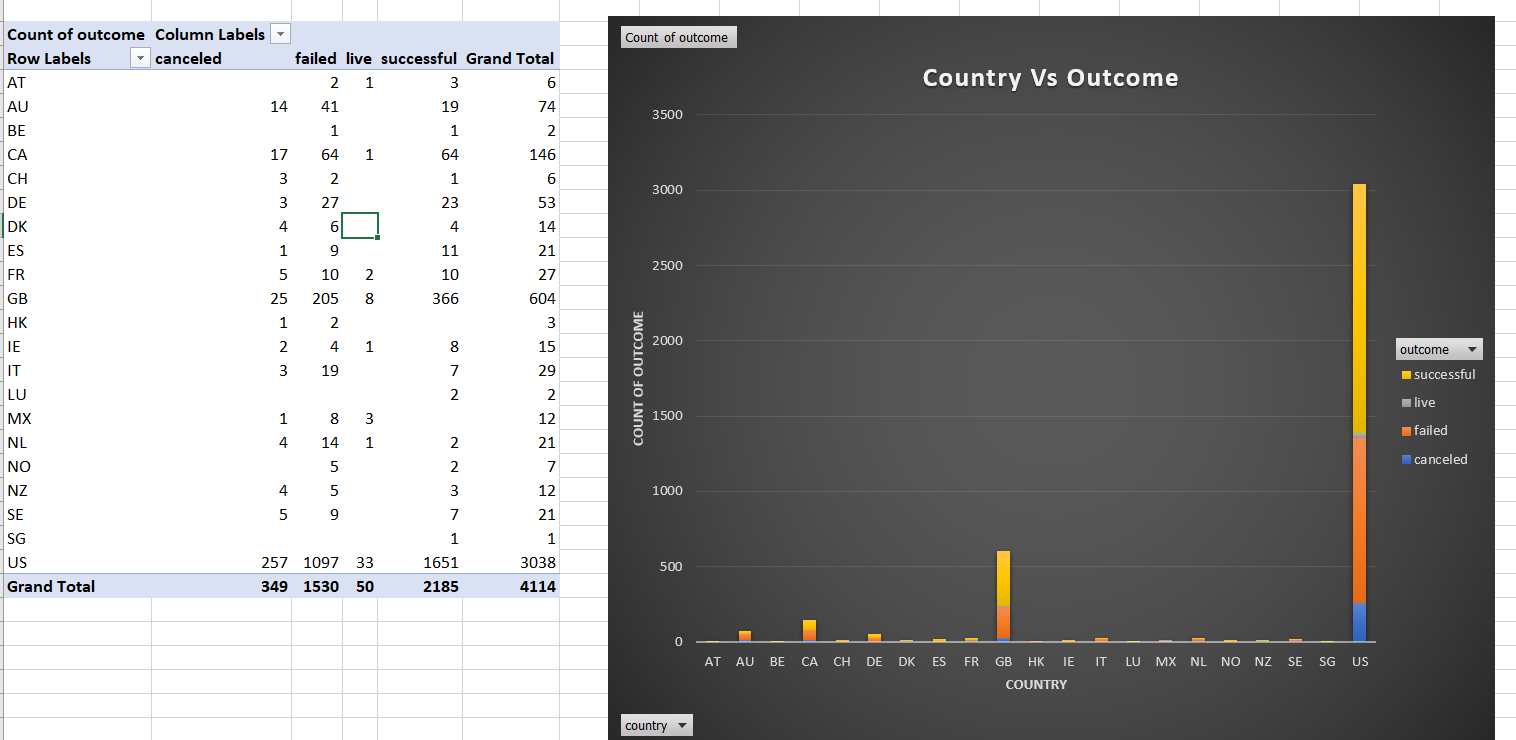 Count of outcome Column Labels
Row Labels canceled failed live successful Grand Total
AT 2 1 3 6
AU 14 41 19 74
BE 1 1 2
CA 17 64 1 64 146
CH 3 2 1 6
DE 3 27 23 53
DK 4 6 4 14
ES 1 9 11 21
FR 5 10 2 10 27
GB 25 205 8 366 604
HK 1 2 3
IE 2 4 1 8 15
IT 3 19 7 29
LU 2 2
MX 1 8 3 12
NL 4 14 1 2 21
NO 5 2 7
NZ 4 5 3 12
SE 5 9 7 21
SG 1 1
US 257 1097 33 1651 3038
Grand Total 349 1530 50 2185 4114
Count of outcome
Country Vs Outcome
COUNT OF OUTCOME
3500
3000
2500
2000
1500
1000
500
0
AT AU BE CA CH DE DK ES FR GB HK IE IT LU MX NL NO NZ SE SG US
COUNTRY
outcome
successful
live
failed
canceled
country